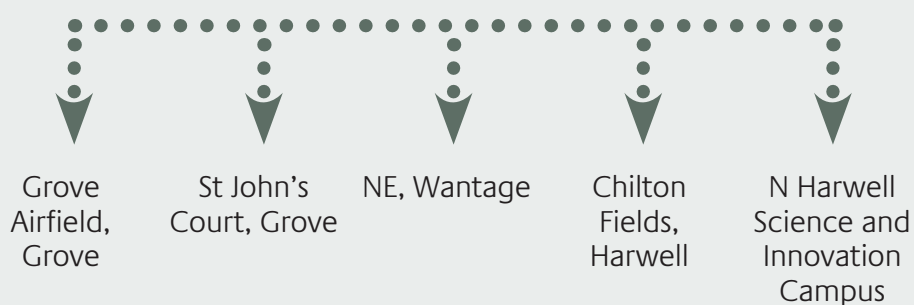 Grove
Airfield,
Grove
St John’s
Court, Grove
NE, Wantage
Chilton
Fields,
Harwell
N Harwell
Science and
Innovation
Campus